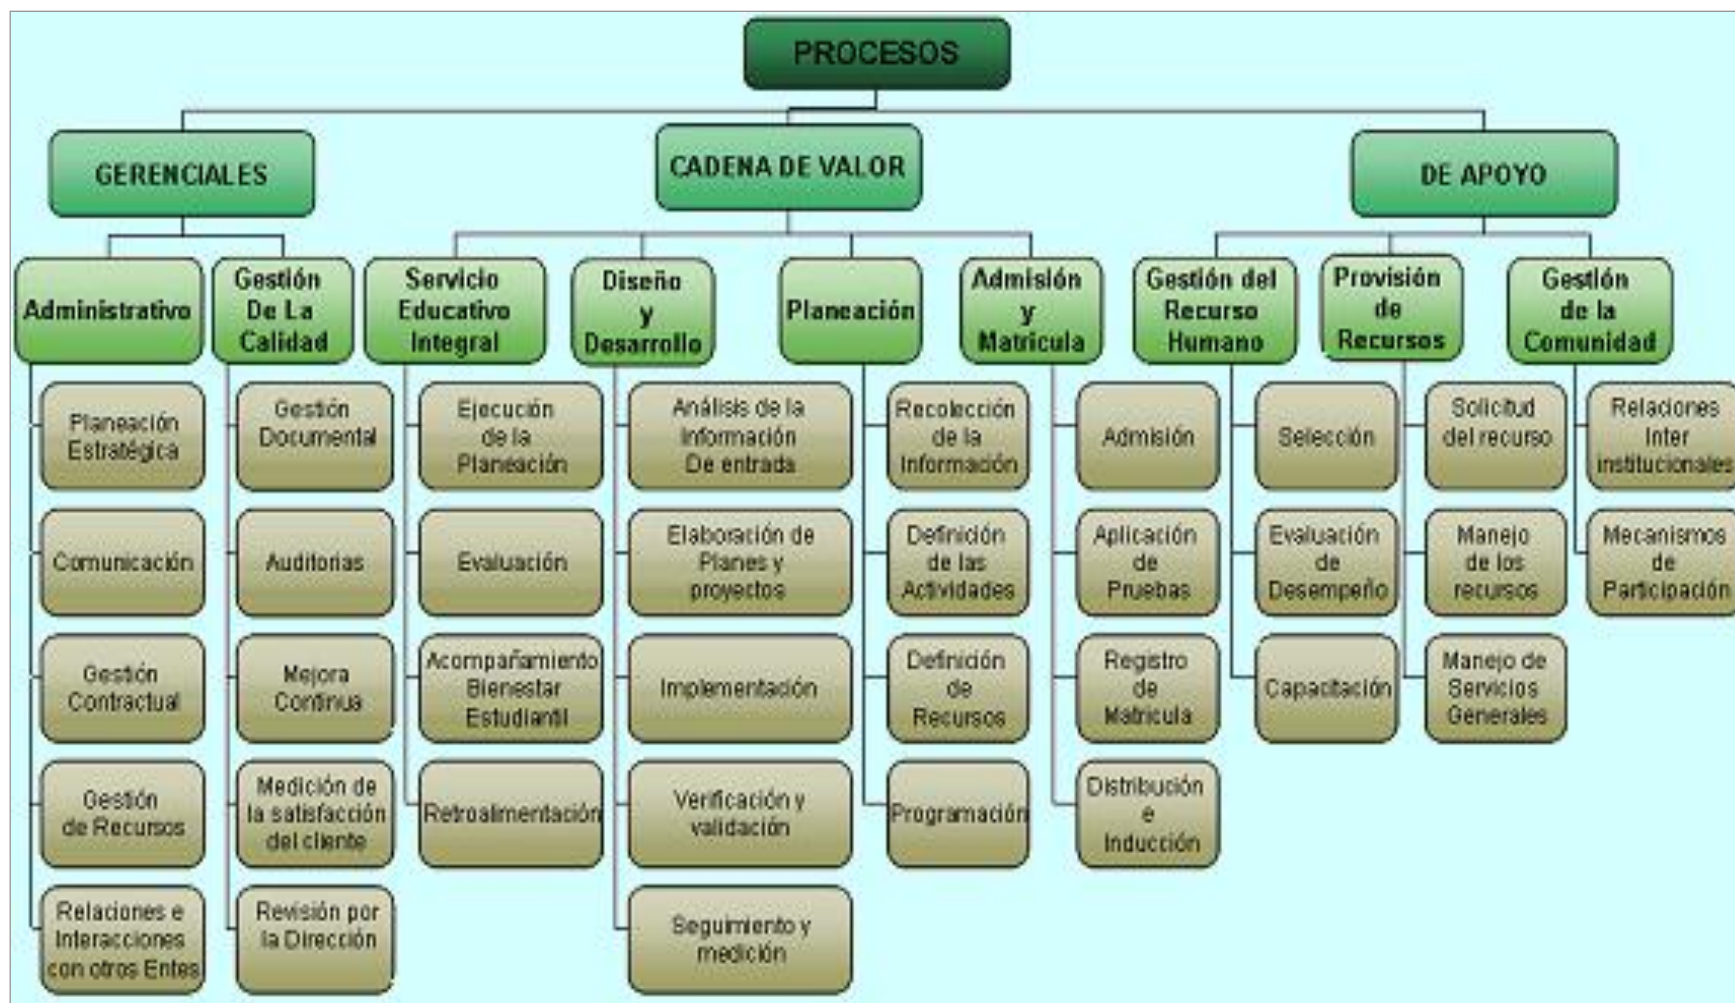 PROCESOS
GERENCIALES
CADENA DE VALOR
DE APOYO
Administrativo
Gestión
De La
Calidad
Servicio
Educativo
Integral
Diseño
y
Desarrollo
Planeación
Admisión
y
Matricula
Gestión del
Recurso
Humano
Provisión
de
Recursos
Gestión
de la
Comunidad
Planeación
Estratégica
Comunicación
Gestión
Contractual
Gestión
de Recursos
Relaciones e
Interacciones
con otros Entes
Gestión
Documental
Auditorias
Mejora
Continua
Medición de
la satisfacción
del cliente
Revisión por
la Dirección
Ejecución
de la
Planeación
Evaluación
Acompañamiento
Bienestar
Estudiantil
Retroalimentación
Análisis de la
Información
De entrada
Elaboración de
Planes y
proyectos
Implementación
Verificación y
validación
Seguimiento y
medición
Recolección
de la
Información
Definición
de las
Actividades
Definición
de
Recursos
Programación
Admisión
Aplicación
de
Pruebas
Registro
de
Matricula
Distribución
e
Inducción
Selección
Evaluación
de
Desempeño
Capacitación
Solicitud
del recurso
Manejo
de los
recursos
Manejo de
Servicios
Generales
Relaciones
Inter
institucionales
Mecanismos
de
Participación